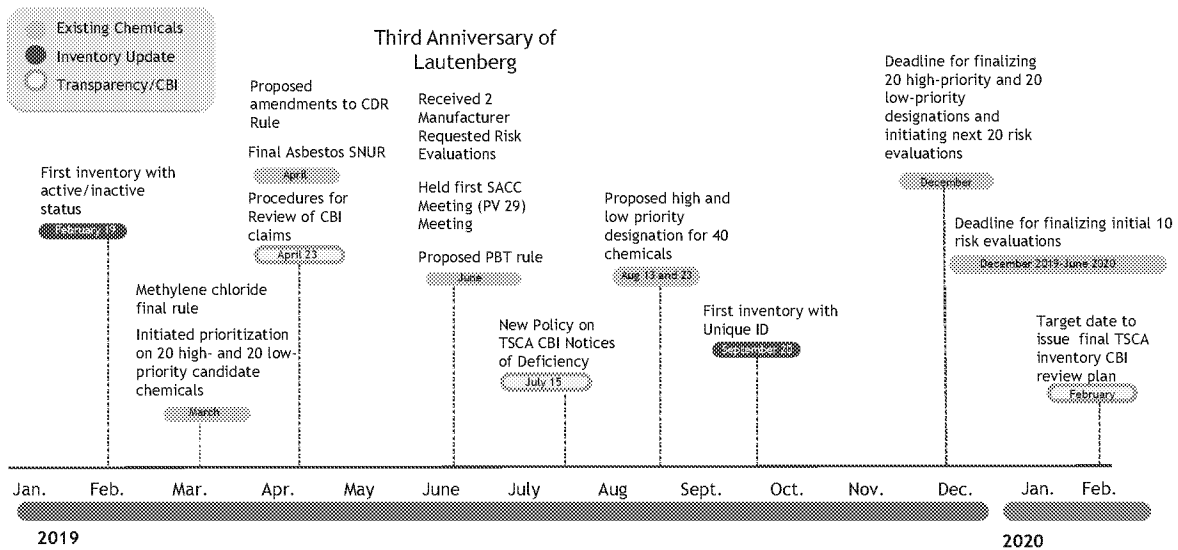 Existing Chemicals
Inventory Update
Transparency/CBI
Third Anniversary of
Lautenberg
First inventory with
active/inactive
status
February 19
Methylene chloride
final rule
Initiated prioritization
on 20 high- and 20 low-
priority candidate
chemicals
March
Proposed
amendments to CDR
Rule
Final Asbestos SNUR
April
Procedures for
Review of CBI
claims
April 23
Received 2
Manufacturer
Requested Risk
Evaluations
Held first SACC
Meeting (PV 29)
Meeting
Proposed PBT rule
June
New Policy on
TSCA CBI Notices
of Deficiency
July 15
Proposed high and
low priority
designation for 40
chemicals
Aug 13 and 23
First inventory with
Unique ID
September
Deadline for finalizing
20 high-priority and 20
low-priority
designations and
initiating next 20 risk
evaluations
December
Deadline for finalizing initial 10
risk evaluations
December 2019-June 2020
Target date to
issue final TSCA
inventory CBI
review plan
February
Jan. Feb. Mar. Apr. May June July Aug Sept. Oct. Nov. Dec. Jan. Feb.
2019 2020